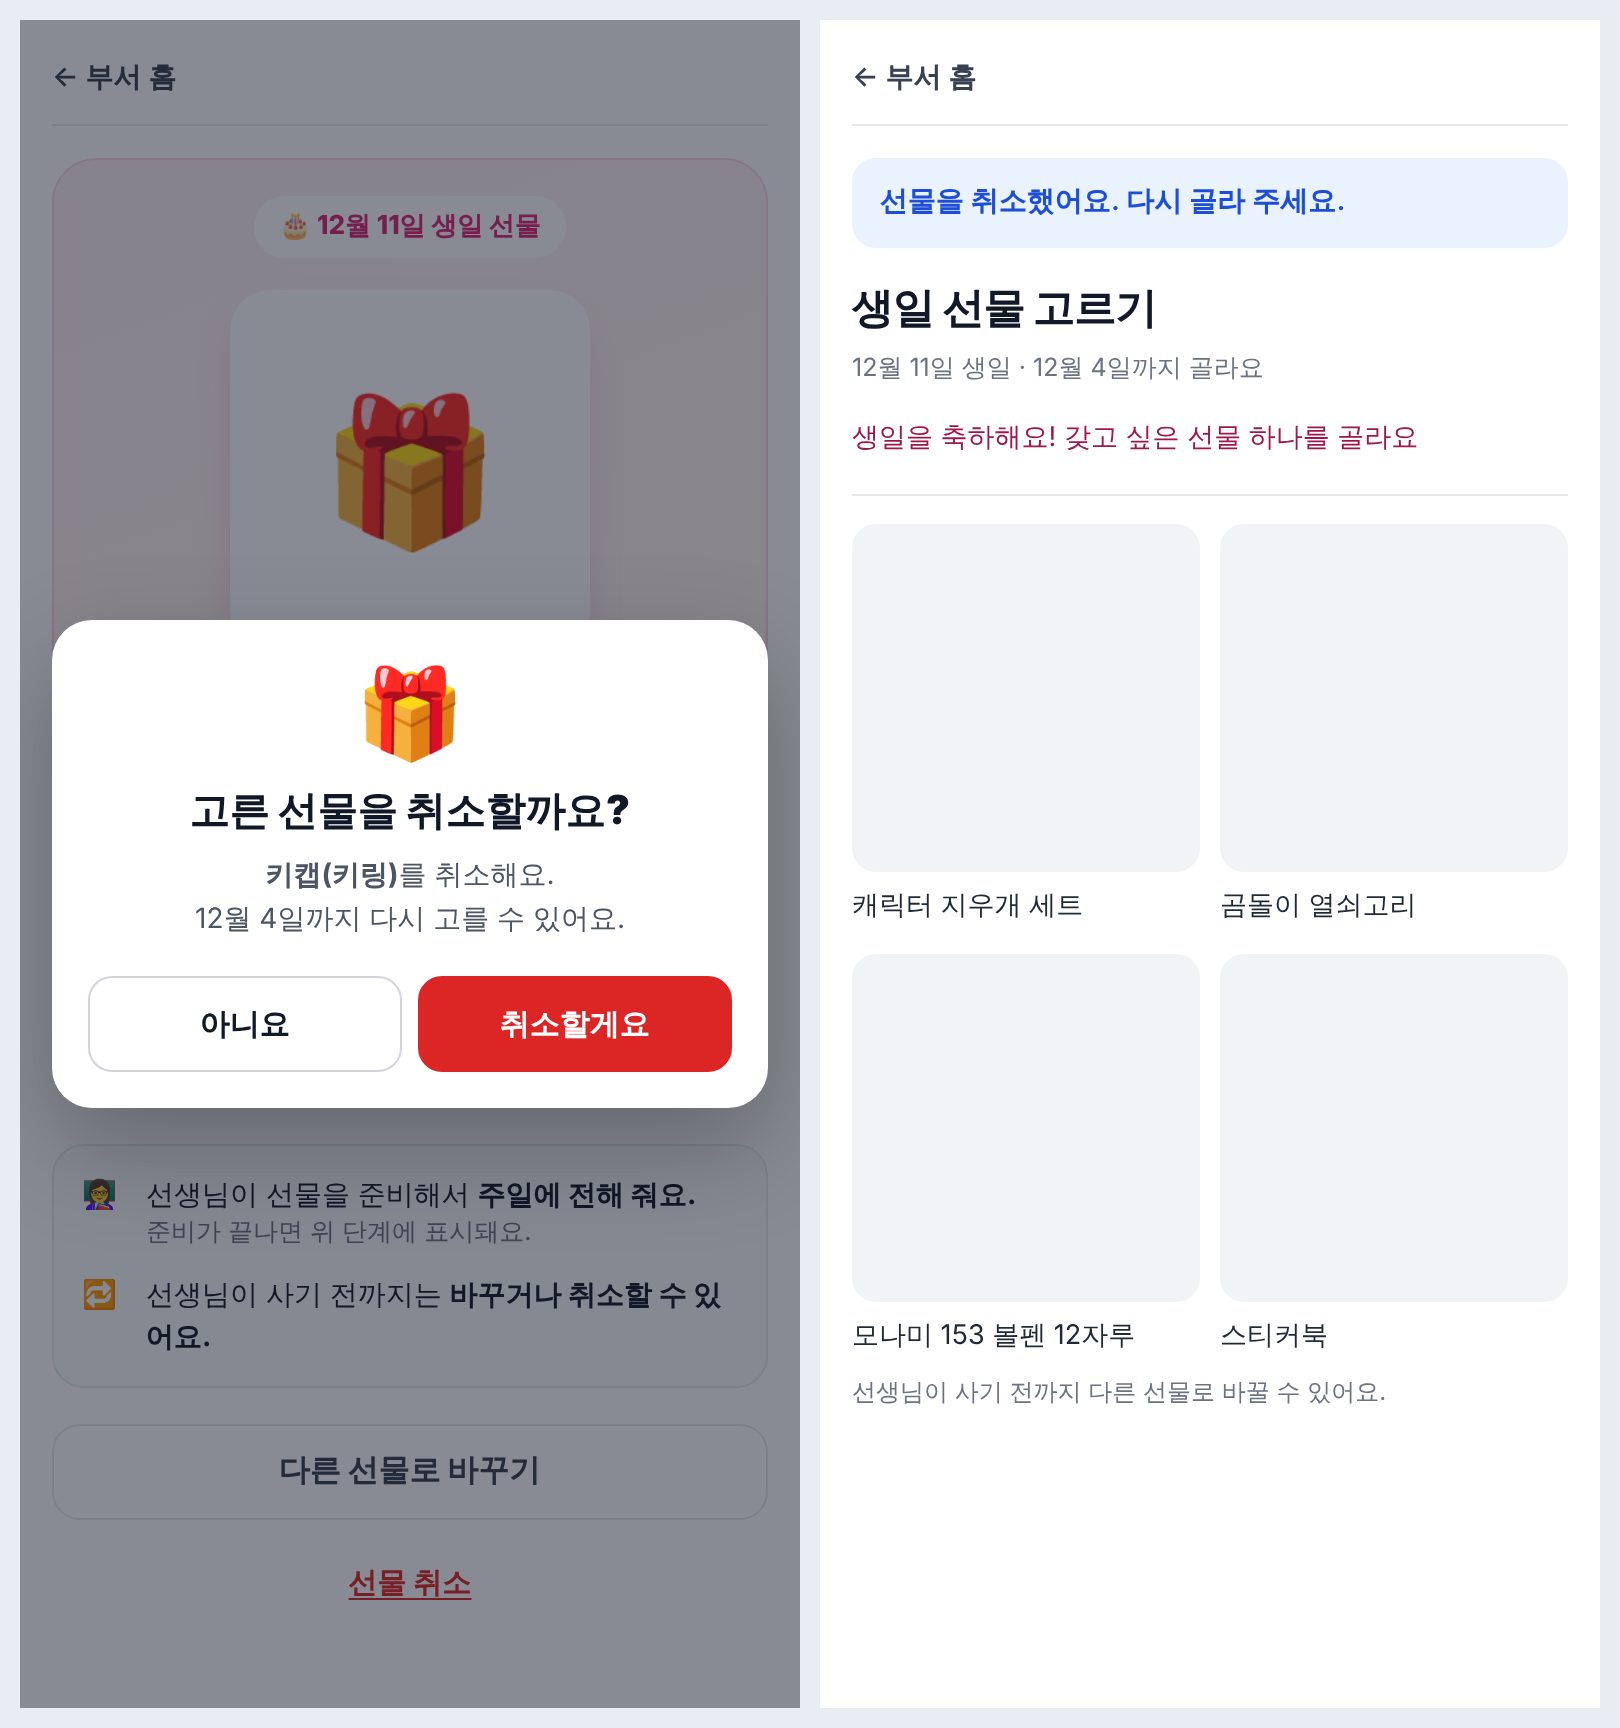 ← 부서 홈
🎂 12월 11일 생일 선물
고른 선물을 취소할까요?
키캡(키링)를 취소해요.
12월 4일까지 다시 고를 수 있어요.
아니요
취소할게요
선생님이 선물을 준비해서 주일에 전해 줘요.
준비가 끝나면 위 단계에 표시돼요.
선생님이 사기 전까지는 바꾸거나 취소할 수 있
어요.
다른 선물로 바꾸기
선물 취소
← 부서 홈
선물을 취소했어요. 다시 골라 주세요.
생일 선물 고르기
12월 11일 생일 · 12월 4일까지 골라요
생일을 축하해요! 갖고 싶은 선물 하나를 골라요
캐릭터 지우개 세트
곰돌이 열쇠고리
모나미 153 볼펜 12자루
스티커북
선생님이 사기 전까지 다른 선물로 바꿀 수 있어요.